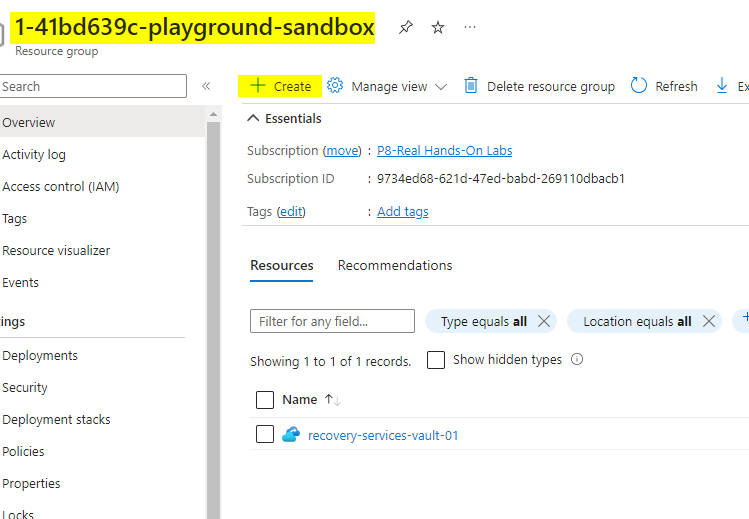 1-41bd639c-playground-sandbox
Resource group
Search
Create Manage view Delete resource group Refresh Ex
Overview
Activity log
Access control (IAM)
Tags
Resource visualizer
Events
tings
Deployments
Security
Deployment stacks
Policies
Properties
Locks
Essentials
Subscription (move) : P8-Real Hands-On Labs
Subscription ID : 9734ed68-621d-47ed-babd-269110dbacb1
Tags (edit) : Add tags
Resources Recommendations
Filter for any field... Type equals all Location equals all
Showing 1 to 1 of 1 records. Show hidden types
Name
recovery-services-vault-01